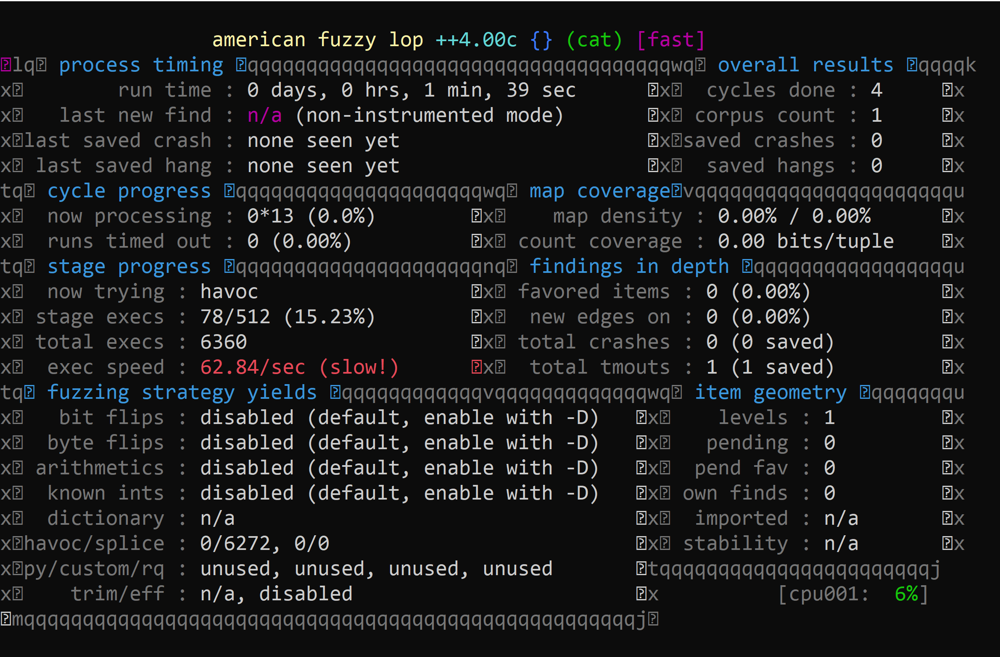 american fuzzy lop ++4.00c {} (cat) [fast]
�lq� process timing �qqqqqqqqqqqqqqqqqqqqqqqqqqqqqqqqqqqqwq� overall results �qqqqk
x�        run time : 0 days, 0 hrs, 1 min, 39 sec      �x�  cycles done : 4     �x
x�   last new find : n/a (non-instrumented mode)       �x� corpus count : 1     �x
x�last saved crash : none seen yet                     �x�saved crashes : 0     �x
x� last saved hang : none seen yet                     �x�  saved hangs : 0     �x
tq� cycle progress �qqqqqqqqqqqqqqqqqqqqqwq� map coverage�vqqqqqqqqqqqqqqqqqqqqqqu
x�  now processing : 0*13 (0.0%)        �x�    map density : 0.00% / 0.00%      �x
x�  runs timed out : 0 (0.00%)          �x� count coverage : 0.00 bits/tuple    �x
tq� stage progress �qqqqqqqqqqqqqqqqqqqqqnq� findings in depth �qqqqqqqqqqqqqqqqqu
x�  now trying : havoc                  �x� favored items : 0 (0.00%)           �x
x� stage execs : 78/512 (15.23%)        �x�  new edges on : 0 (0.00%)           �x
x� total execs : 6360                   �x� total crashes : 0 (0 saved)         �x
x�  exec speed : 62.84/sec (slow!)      �x�  total tmouts : 1 (1 saved)         �x
tq� fuzzing strategy yields �qqqqqqqqqqqqvqqqqqqqqqqqqqwq� item geometry �qqqqqqqu
x�   bit flips : disabled (default, enable with -D)   �x�    levels : 1         �x
x�  byte flips : disabled (default, enable with -D)   �x�   pending : 0         �x
x� arithmetics : disabled (default, enable with -D)   �x�  pend fav : 0         �x
x�  known ints : disabled (default, enable with -D)   �x� own finds : 0         �x
x�  dictionary : n/a                                  �x�  imported : n/a       �x
x�havoc/splice : 0/6272, 0/0                          �x� stability : n/a       �x
x�py/custom/rq : unused, unused, unused, unused       �tqqqqqqqqqqqqqqqqqqqqqqqj
x�    trim/eff : n/a, disabled                        �x          [cpu001:  6%]
�mqqqqqqqqqqqqqqqqqqqqqqqqqqqqqqqqqqqqqqqqqqqqqqqqqqqqj�